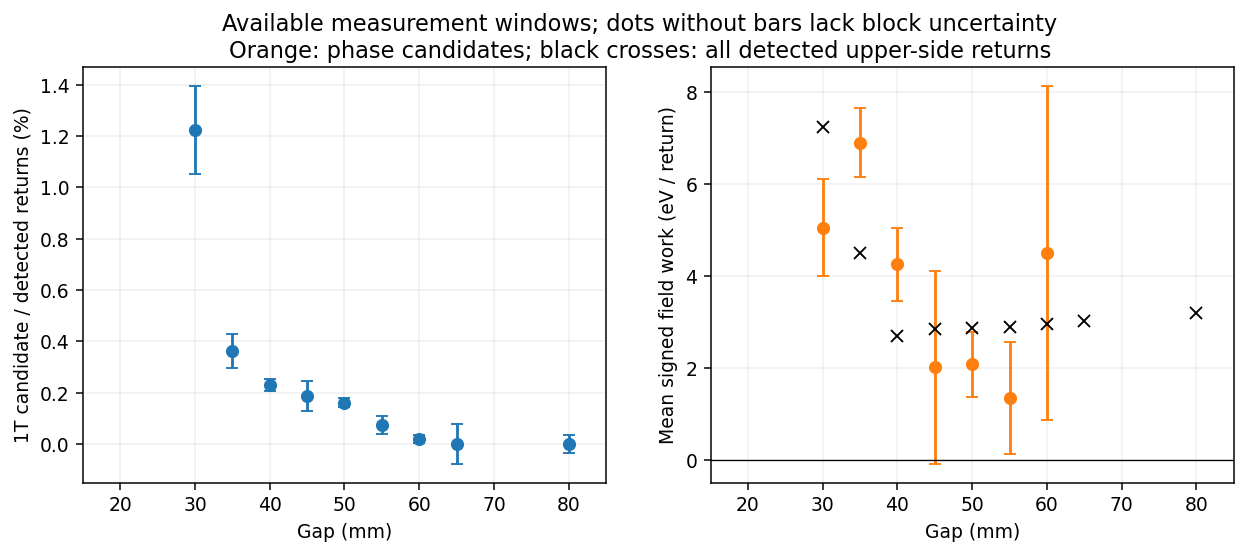 Available measurement windows; dots without bars lack block uncertainty
Orange: phase candidates; black crosses: all detected upper-side returns
1T candidate / detected returns (%)
1.4
1.2
1.0
0.8
0.6
0.4
0.2
0.0
20 30 40 50 60 70 80
Gap (mm)
Mean signed field work (eV / return)
8
6
4
2
0
20 30 40 50 60 70 80
Gap (mm)